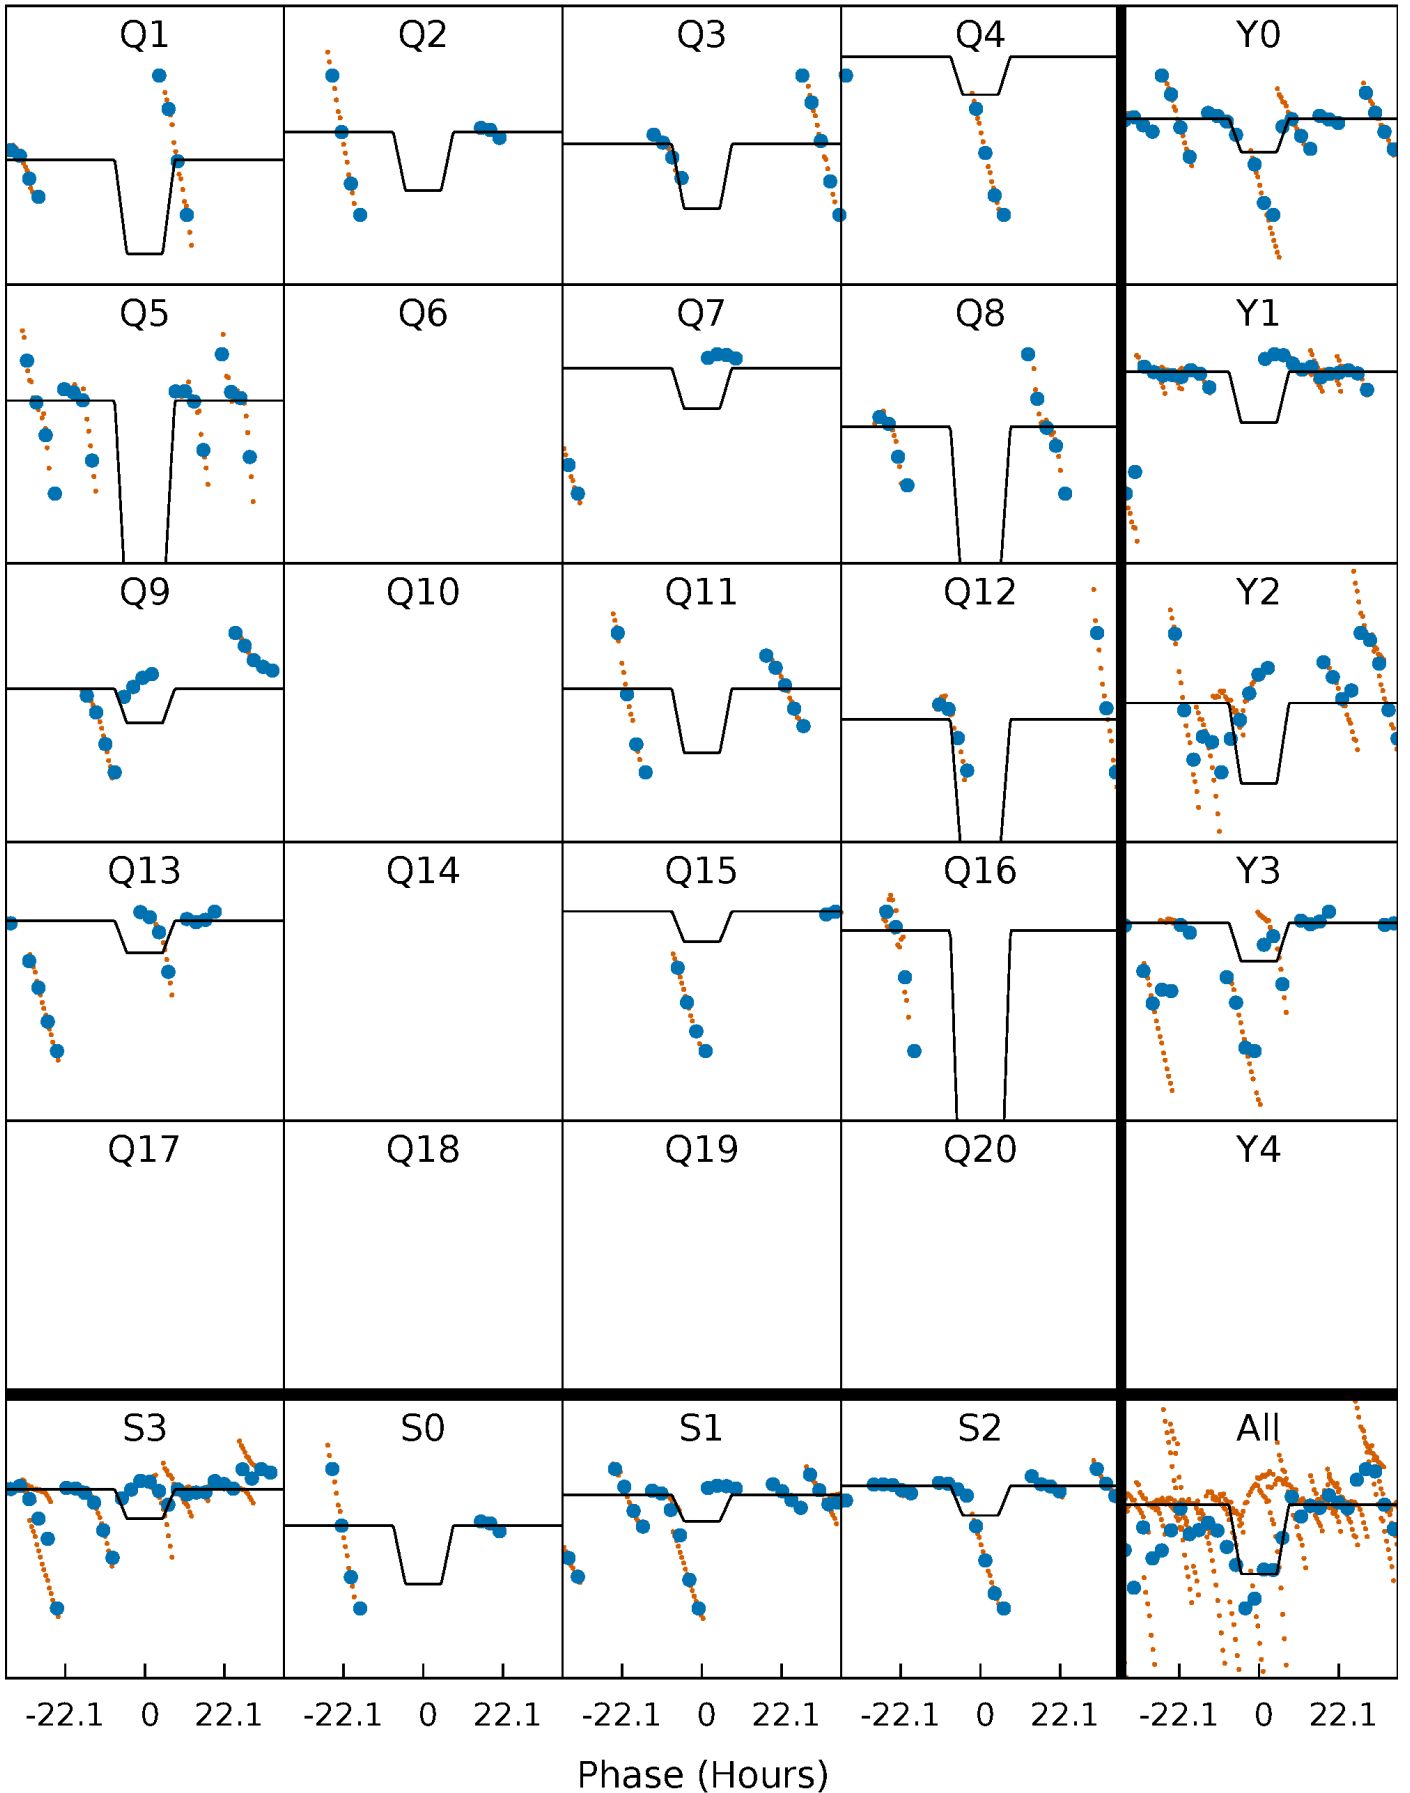 Q1 Q2 Q3 Q4 Y0
Q5 Q6 Q7 Q8 Y1
Q9 Q10 Q11 Q12 Y2
Q13 Q14 Q15 Q16 Y3
Q17 Q18 Q19 Q20 Y4
S3 S0 S1 S2 All
-22.1 0 22.1 -22.1 0 22.1 -22.1 0 22.1 -22.1 0 22.1 -22.1 0 22.1
Phase (Hours)